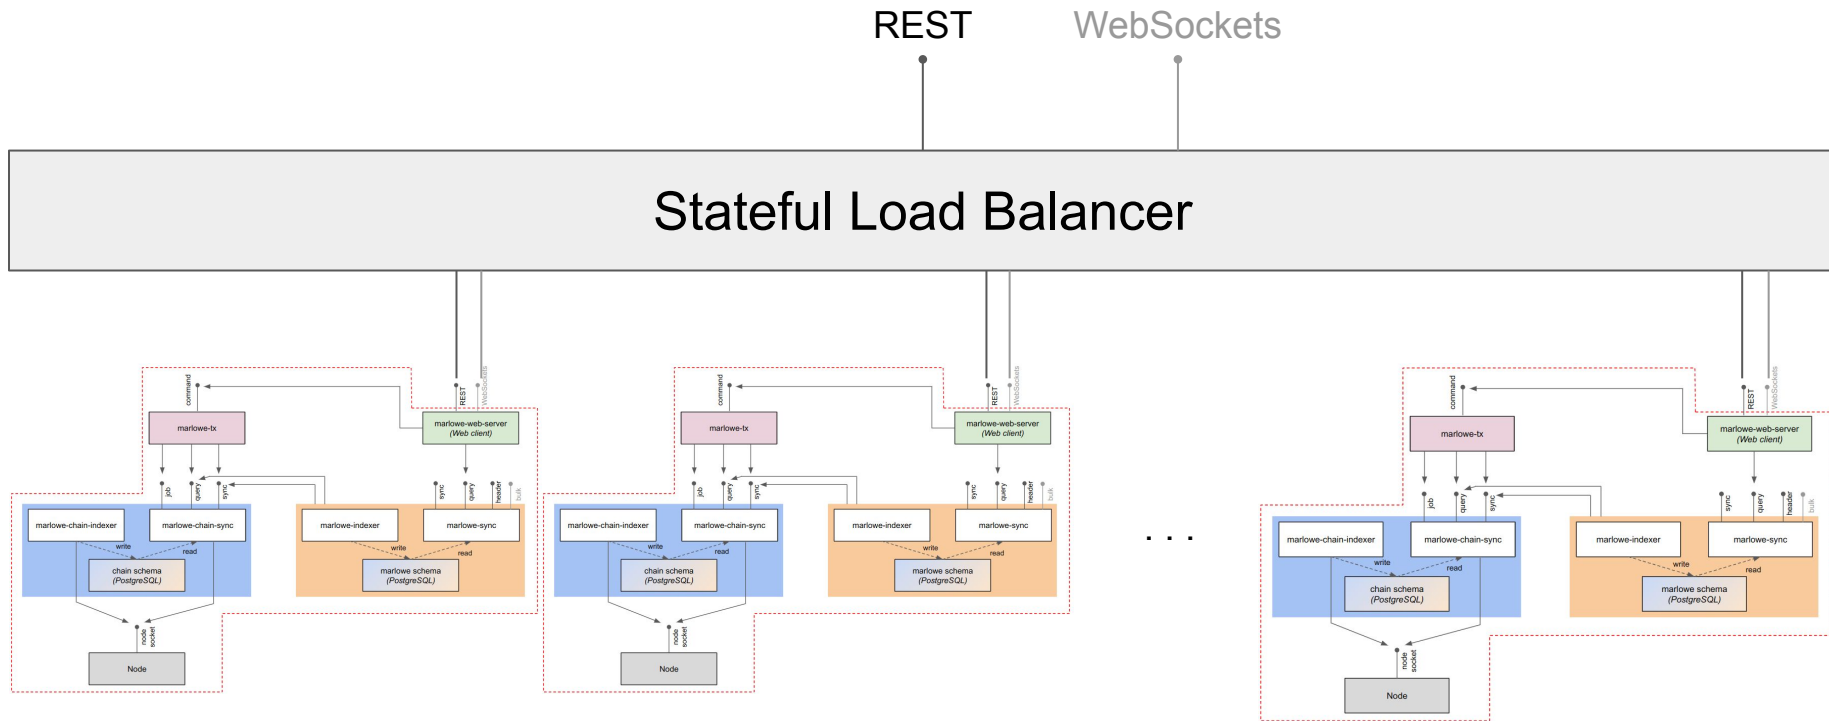 REST
WebSockets
Stateful Load Balancer
command
REST
WebSockets
marlowe-tx
marlowe-web-server
(Web client)
job
query
sync
sync
query
header
bulk
marlowe-chain-indexer
marlowe-chain-sync
marlowe-indexer
marlowe-sync
write
read
write
read
chain schema
(PostgreSQL)
marlowe schema
(PostgreSQL)
node
socket
Node
command
REST
WebSockets
marlowe-tx
marlowe-web-server
(Web client)
job
query
sync
sync
query
header
bulk
marlowe-chain-indexer
marlowe-chain-sync
marlowe-indexer
marlowe-sync
write
read
write
read
chain schema
(PostgreSQL)
marlowe schema
(PostgreSQL)
node
socket
Node
. . .
command
REST
WebSockets
marlowe-tx
marlowe-web-server
(Web client)
job
query
sync
sync
query
header
bulk
marlowe-chain-indexer
marlowe-chain-sync
marlowe-indexer
marlowe-sync
write
read
write
read
chain schema
(PostgreSQL)
marlowe schema
(PostgreSQL)
node
socket
Node